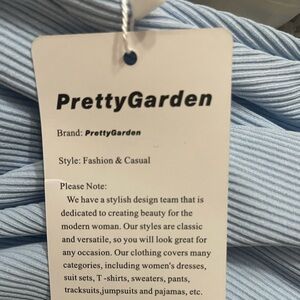 PrettyGarden
Brand: PrettyGarden
Style: Fashion & Casual
Please Note:
We have a stylish design team that is
dedicated to creating beauty for the
modern woman. Our styles are classic
and versatile, so you will look great for
any occasion. Our clothing covers many
categories, including women's dresses,
suit sets, T -shirts, sweaters, pants,
tracksuits,jumpsuits and pajamas, etc.